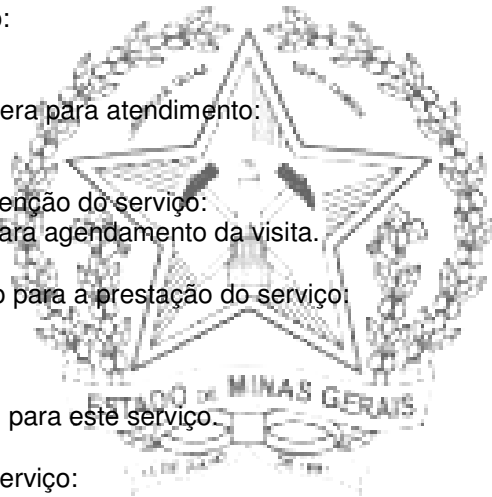 o:
era para atendimento:
enção do serviço:
ara agendamento da visita.
o para a prestação do serviço:
ESTADO DE MINAS GERAIS
para este serviço.
erviço: